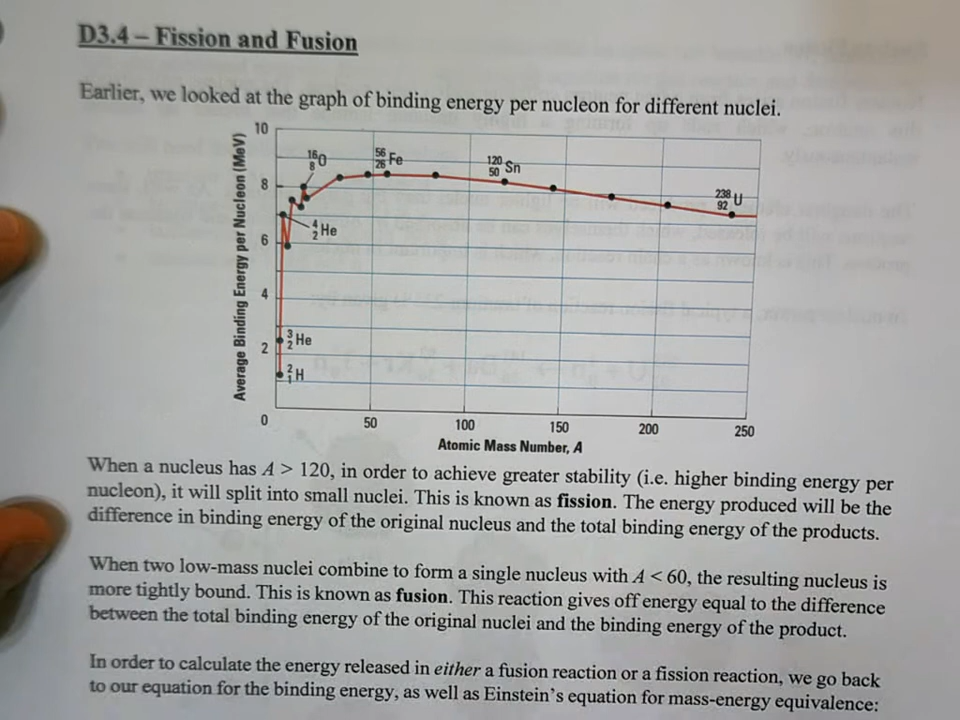 D3.4 – Fission and Fusion
Earlier, we looked at the graph of binding energy per nucleon for different nuclei.
Average Binding Energy per Nucleon (MeV)
10
8
6
4
2
0
16 8 O
56 26 Fe
120 50 Sn
238 92 U
4 2 He
3 2 He
2 1 H
50
100
150
200
250
Atomic Mass Number, A
When a nucleus has A > 120, in order to achieve greater stability (i.e. higher binding energy per
nucleon), it will split into small nuclei. This is known as fission. The energy produced will be the
difference in binding energy of the original nucleus and the total binding energy of the products.
When two low-mass nuclei combine to form a single nucleus with A < 60, the resulting nucleus is
more tightly bound. This is known as fusion. This reaction gives off energy equal to the difference
between the total binding energy of the original nuclei and the binding energy of the product.
In order to calculate the energy released in either a fusion reaction or a fission reaction, we go back
to our equation for the binding energy, as well as Einstein's equation for mass-energy equivalence: